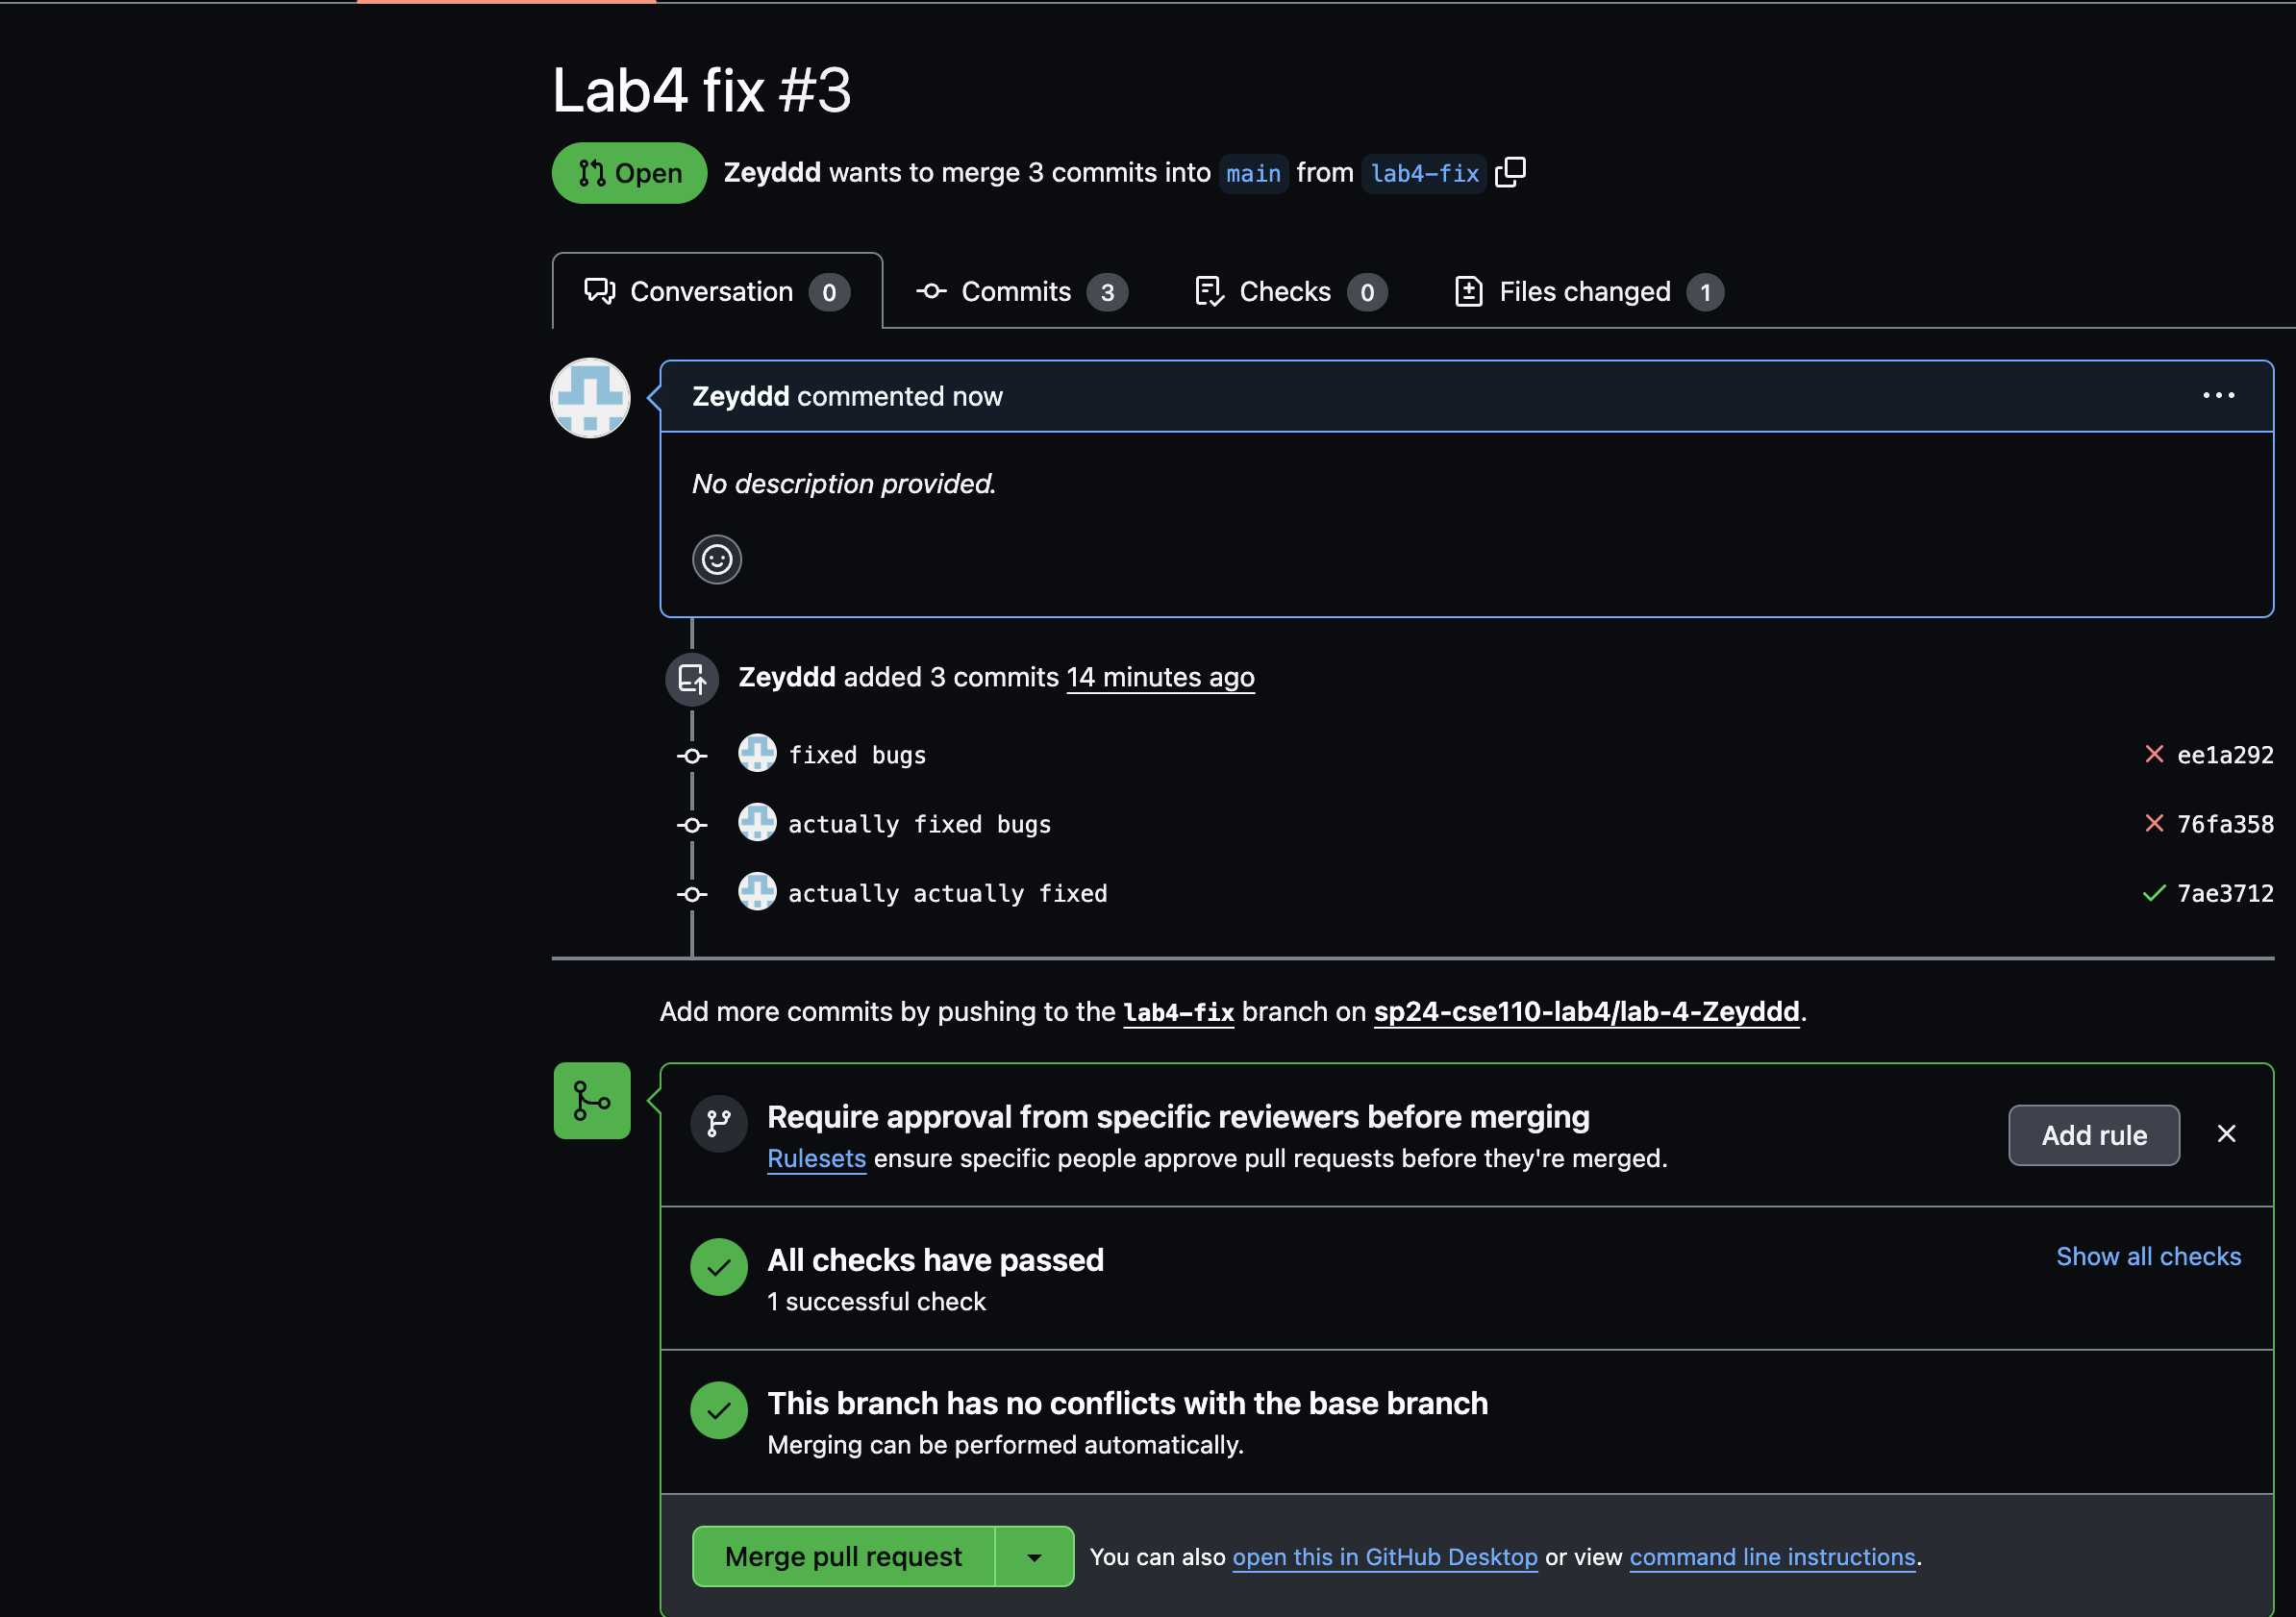 Lab4 fix #3
Open Zeyddd wants to merge 3 commits into main from lab4-fix
Conversation 0 Commits 3 Checks 0 Files changed 1
Zeyddd commented now
No description provided.
Zeyddd added 3 commits 14 minutes ago
fixed bugs ee1a292
actually fixed bugs 76fa358
actually actually fixed 7ae3712
Add more commits by pushing to the lab4-fix branch on sp24-cse110-lab4/lab-4-Zeyddd.
Require approval from specific reviewers before merging
Rulesets ensure specific people approve pull requests before they're merged.
Add rule
All checks have passed
1 successful check
Show all checks
This branch has no conflicts with the base branch
Merging can be performed automatically.
Merge pull request You can also open this in GitHub Desktop or view command line instructions.